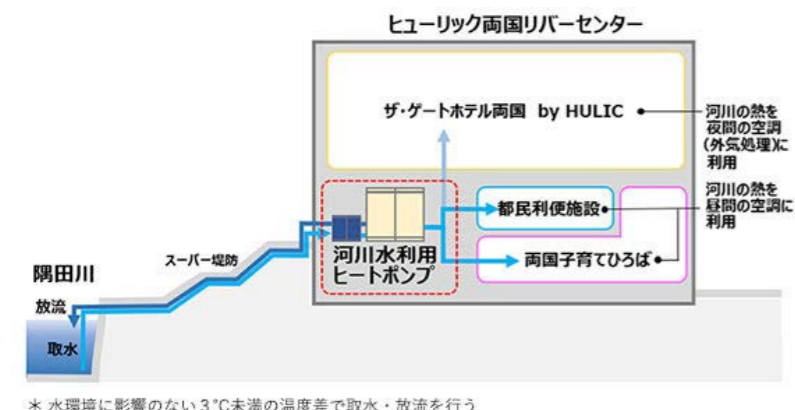 ヒューリック両国リバーセンター
ザ・ゲートホテル両国 by HULIC
河川の熱を
夜間の空調
(外気処理)に
利用
河川の熱を
昼間の空調に
利用
都民利便施設
両国子育てひろば
河川水利用
ヒートポンプ
スーパー堤防
隅田川
放流
取水
＊ 水環境に影響のない３℃未満の温度差で取水・放流を行う